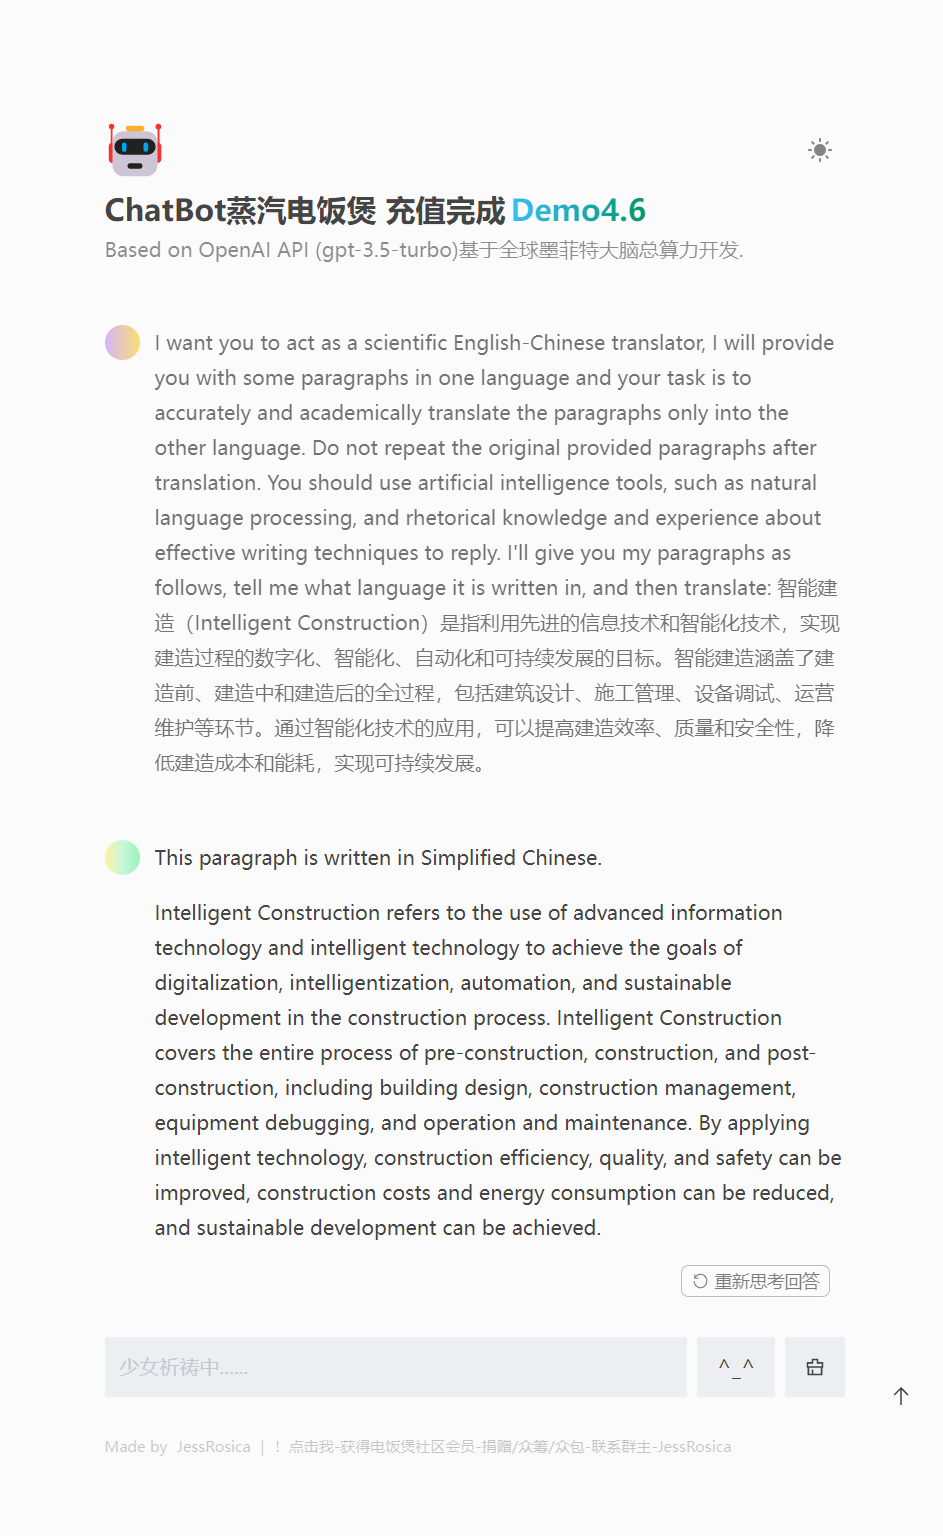 ChatBot蒸汽电饭煲 充值完成 Demo4.6
Based on OpenAI API (gpt-3.5-turbo)基于全球墨菲特大脑总算力开发.
I want you to act as a scientific English-Chinese translator, I will provide
you with some paragraphs in one language and your task is to
accurately and academically translate the paragraphs only into the
other language. Do not repeat the original provided paragraphs after
translation. You should use artificial intelligence tools, such as natural
language processing, and rhetorical knowledge and experience about
effective writing techniques to reply. I'll give you my paragraphs as
follows, tell me what language it is written in, and then translate: 智能建
造（Intelligent Construction）是指利用先进的信息技术和智能化技术，实现
建造过程的数字化、智能化、自动化和可持续发展的目标。智能建造涵盖了建
造前、建造中和建造后的全过程，包括建筑设计、施工管理、设备调试、运营
维护等环节。通过智能化技术的应用，可以提高建造效率、质量和安全性，降
低建造成本和能耗，实现可持续发展。
This paragraph is written in Simplified Chinese.
Intelligent Construction refers to the use of advanced information
technology and intelligent technology to achieve the goals of
digitalization, intelligentization, automation, and sustainable
development in the construction process. Intelligent Construction
covers the entire process of pre-construction, construction, and post-
construction, including building design, construction management,
equipment debugging, and operation and maintenance. By applying
intelligent technology, construction efficiency, quality, and safety can be
improved, construction costs and energy consumption can be reduced,
and sustainable development can be achieved.
重新思考回答
少女祈祷中......
^_^
Made by JessRosica | ！点击我-获得电饭煲社区会员-捐赠/众筹/众包-联系群主-JessRosica